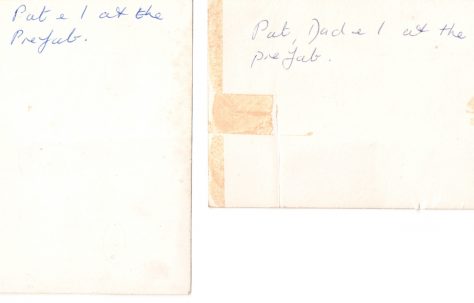 Pat & I at the
Prefab.
Pat, Dad & I at the
prefab.